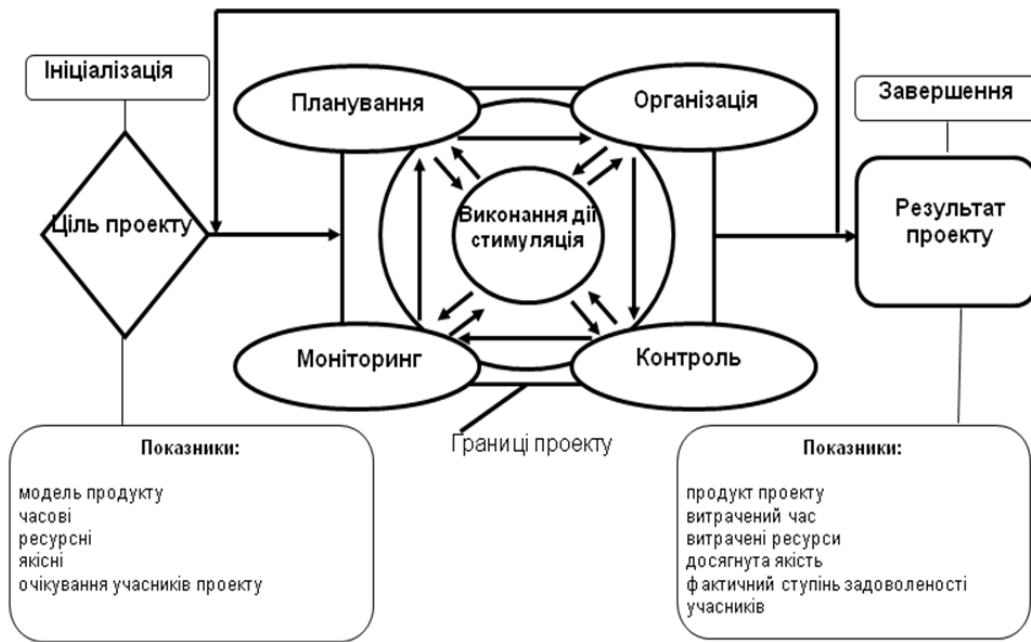 Ініціалізація
Планування
Організація
Завершення
Ціль проекту
Виконання дії
стимуляція
Результат
проекту
Моніторинг
Контроль
Границі проекту
Показники:
модель продукту
часові
ресурсні
якісні
очікування учасників проекту
Показники:
продукт проекту
витрачений час
витрачені ресурси
досягнута якість
фактичний ступінь задоволеності
учасників